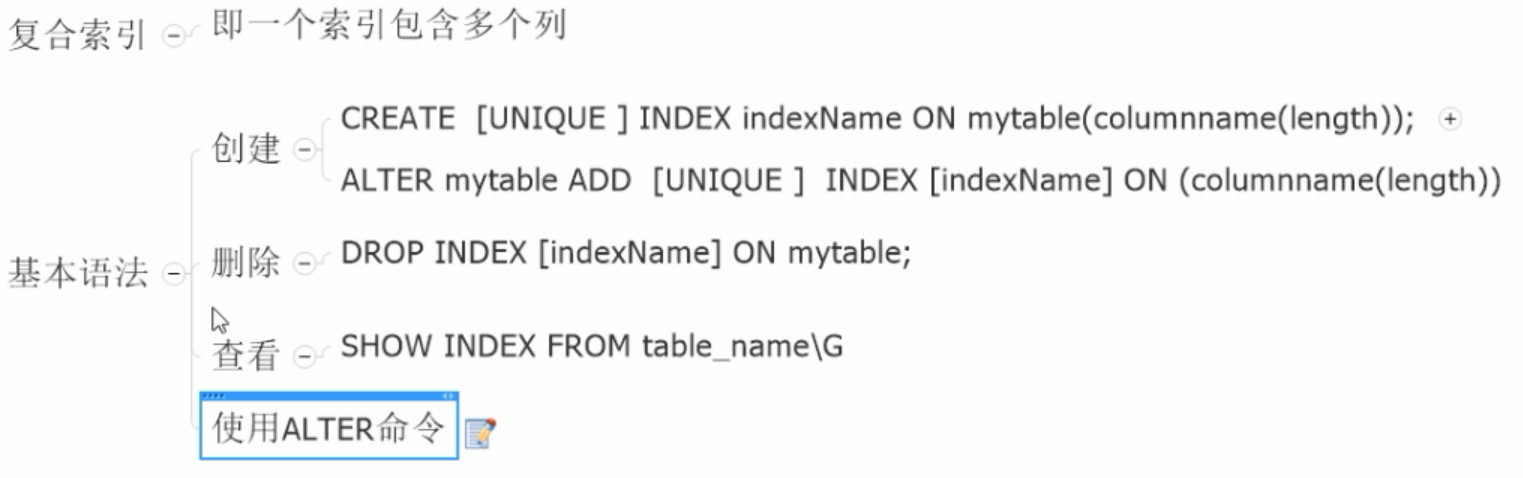 复合索引
即一个索引包含多个列
基本语法
创建
CREATE [UNIQUE ] INDEX indexName ON mytable(columnname(length));
ALTER mytable ADD [UNIQUE ] INDEX [indexName] ON (columnname(length))
删除
DROP INDEX [indexName] ON mytable;
查看
SHOW INDEX FROM table_name\G
使用ALTER命令